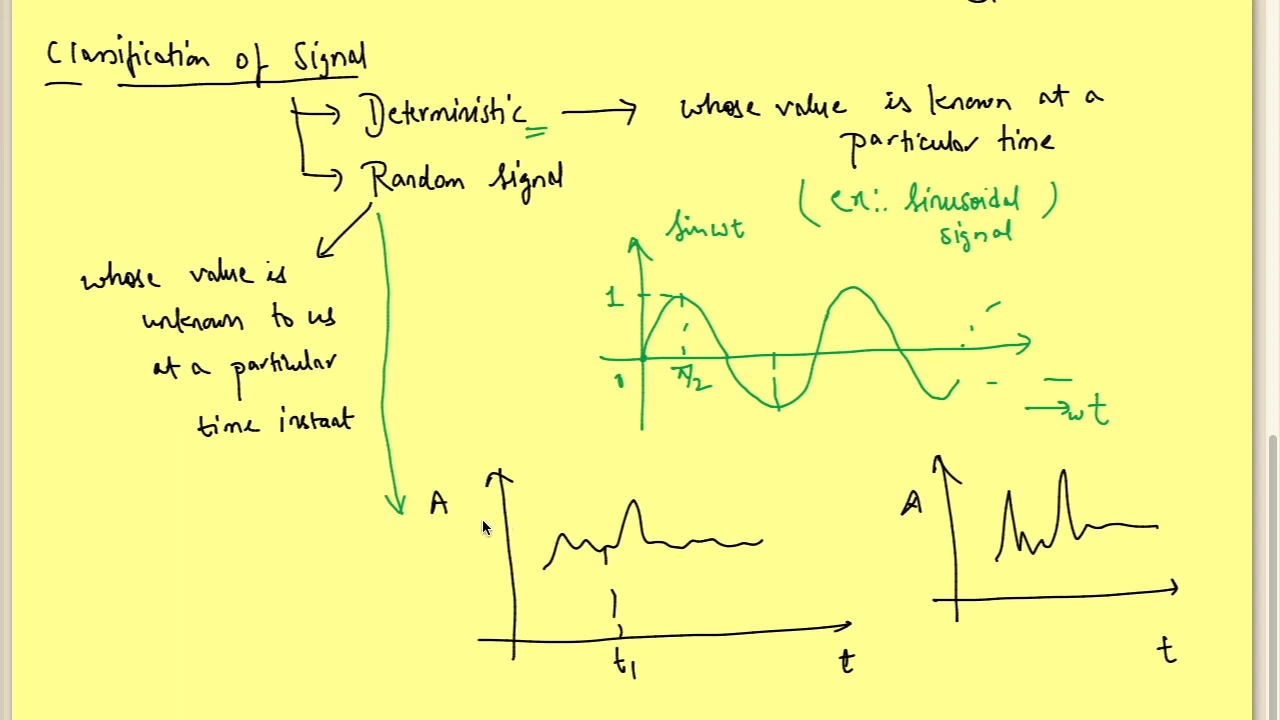 Classification of Signal
Deterministic → whose value is known at a
particular time
Random signal
(ex:. sinusoidal)
signal
sinωt
whose value is
unknown to us
at a particular
time instant
1
π/2
ωt
A
t1
t
A
t